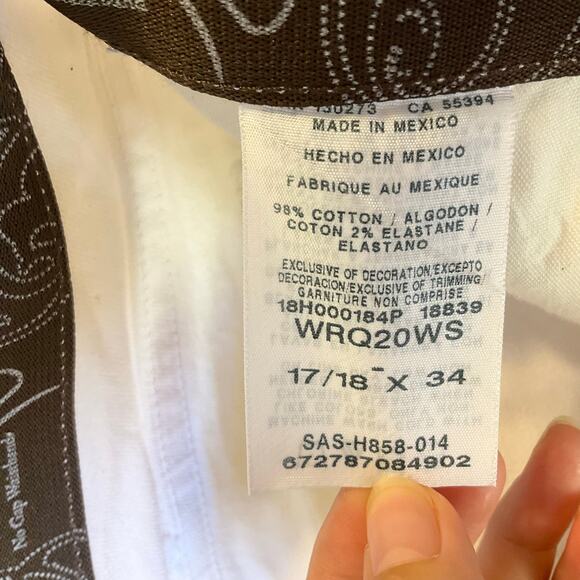 130273 CA 55394
MADE IN MEXICO
HECHO EN MEXICO
FABRIQUE AU MEXIQUE
98% COTTON / ALGODON /
COTON 2% ELASTANE /
ELASTANO
EXCLUSIVE OF DECORATION/EXCEPTO
DECORACION/EXCLUSIVE OF TRIMMING/
GARNITURE NON COMPRISE
18H000184P 18839
WRQ20WS
17/18 - X 34
SAS-H858-014
672787084902
No Gap Waistbands